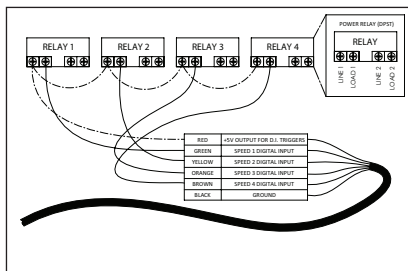 POWER RELAY (DPST)
RELAY 1
RELAY 2
RELAY 3
RELAY 4
RELAY
LINE 1
LOAD 1
LINE 2
LOAD 2
RED +5V OUTPUT FOR D.I. TRIGGERS
GREEN SPEED 1 DIGITAL INPUT
YELLOW SPEED 2 DIGITAL INPUT
ORANGE SPEED 3 DIGITAL INPUT
BROWN SPEED 4 DIGITAL INPUT
BLACK GROUND